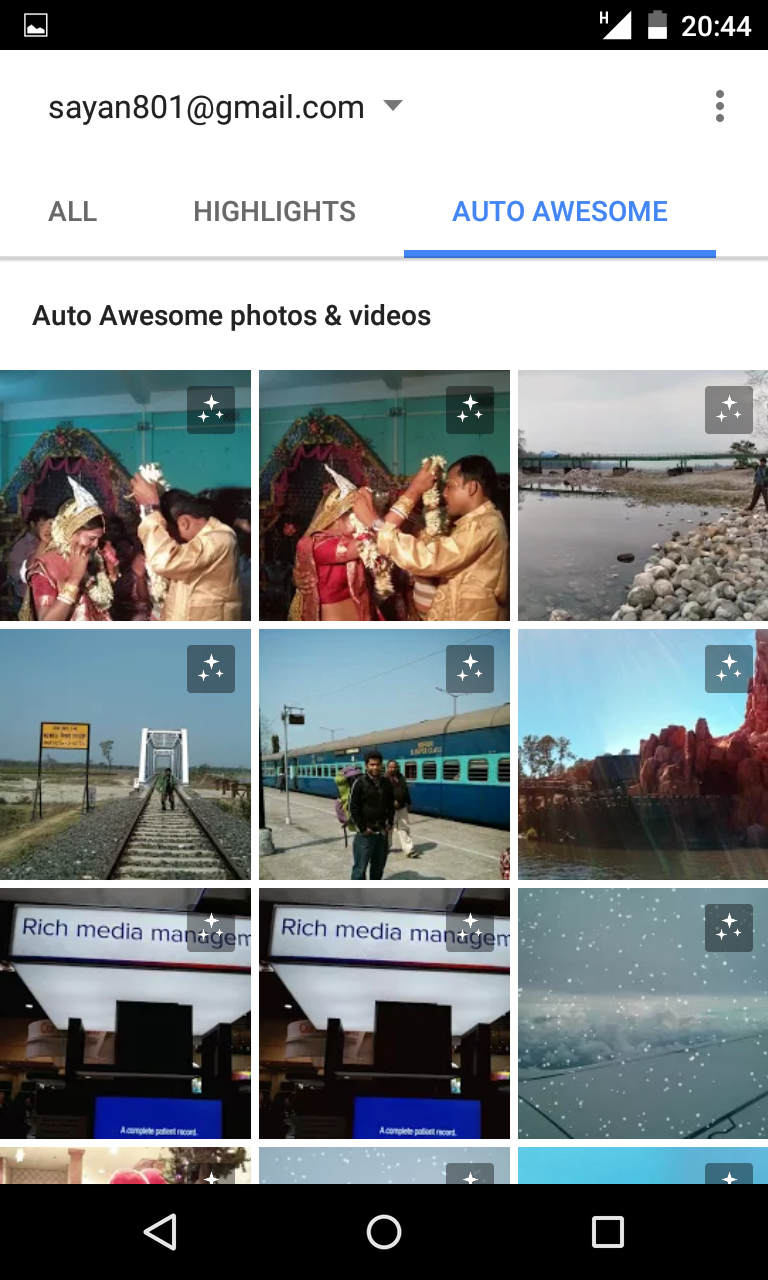 H 20:44
sayan801@gmail.com
ALL HIGHLIGHTS AUTO AWESOME
Auto Awesome photos & videos
Rich media managem
Rich media managem
A complete patient record.
A complete patient record.